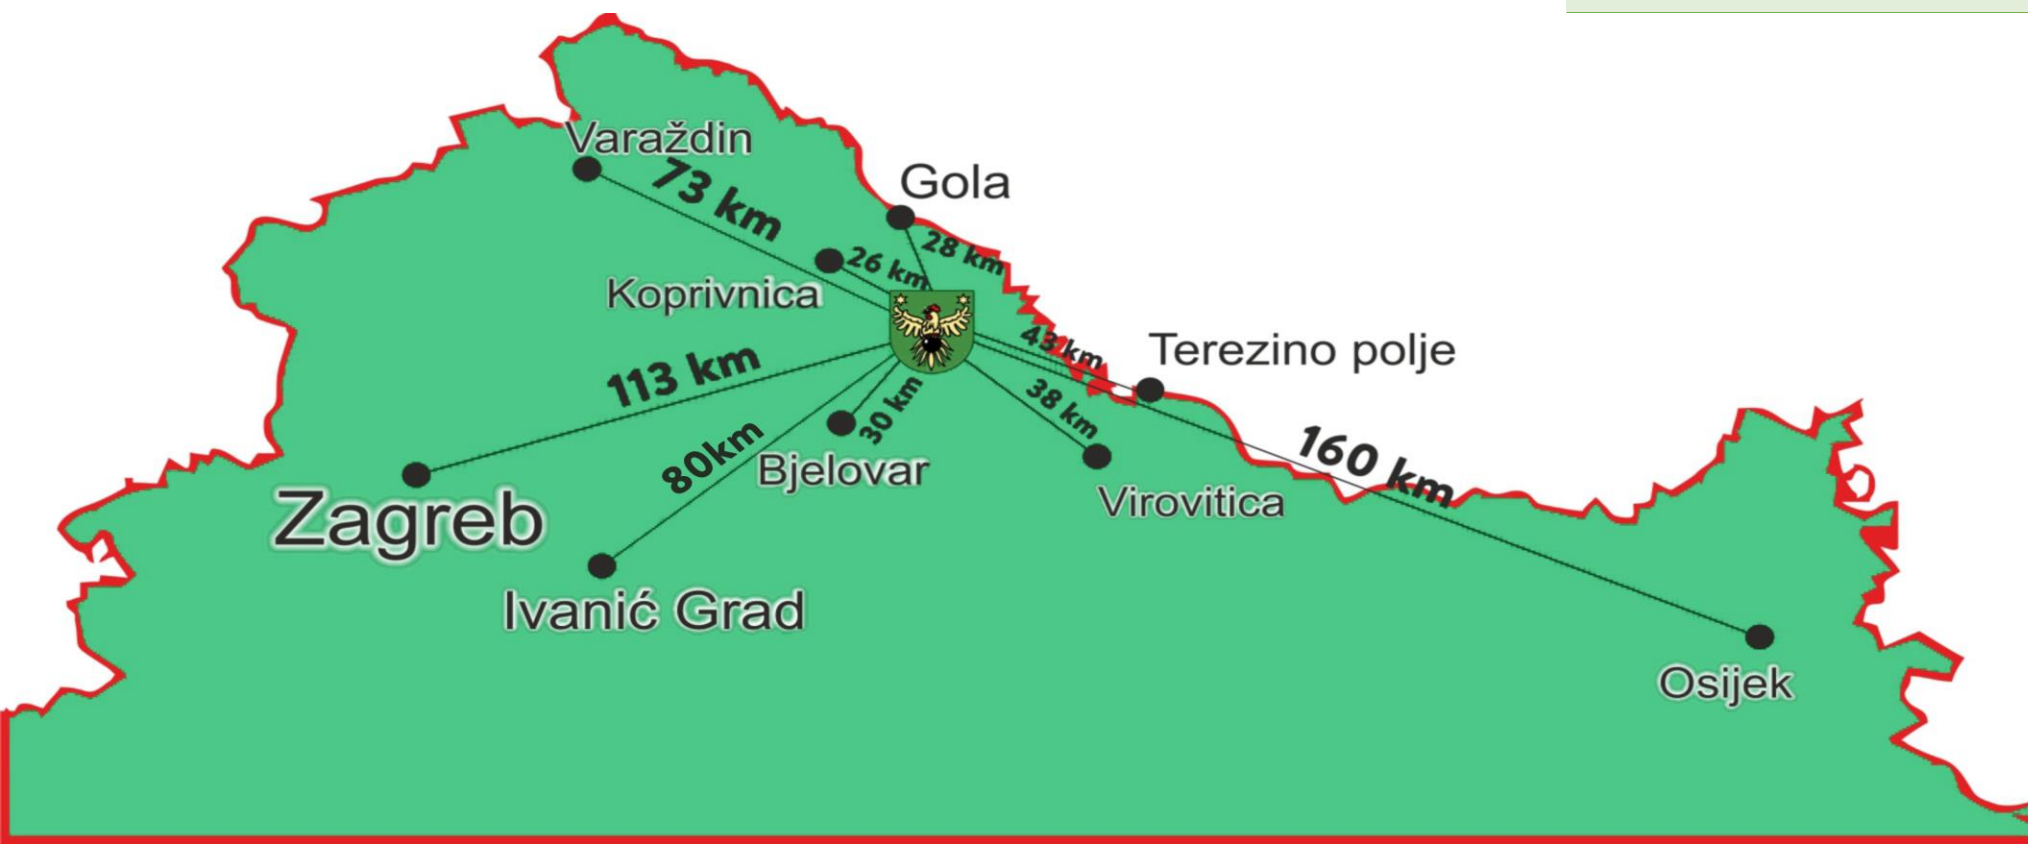 Varaždin
73 km
Gola
28 km
26 km
Koprivnica
43 km
Terezino polje
113 km
38 km
30 km
80km
160 km
Bjelovar
Zagreb
Virovitica
Ivanić Grad
Osijek